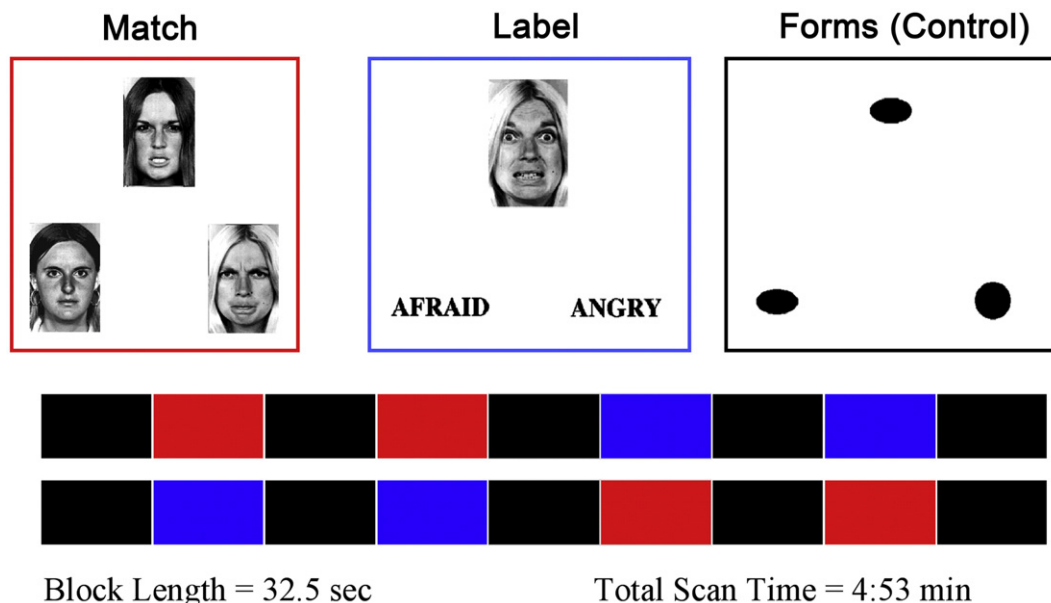 Match
Label
Forms (Control)
AFRAID
ANGRY
Block Length = 32.5 sec
Total Scan Time = 4:53 min